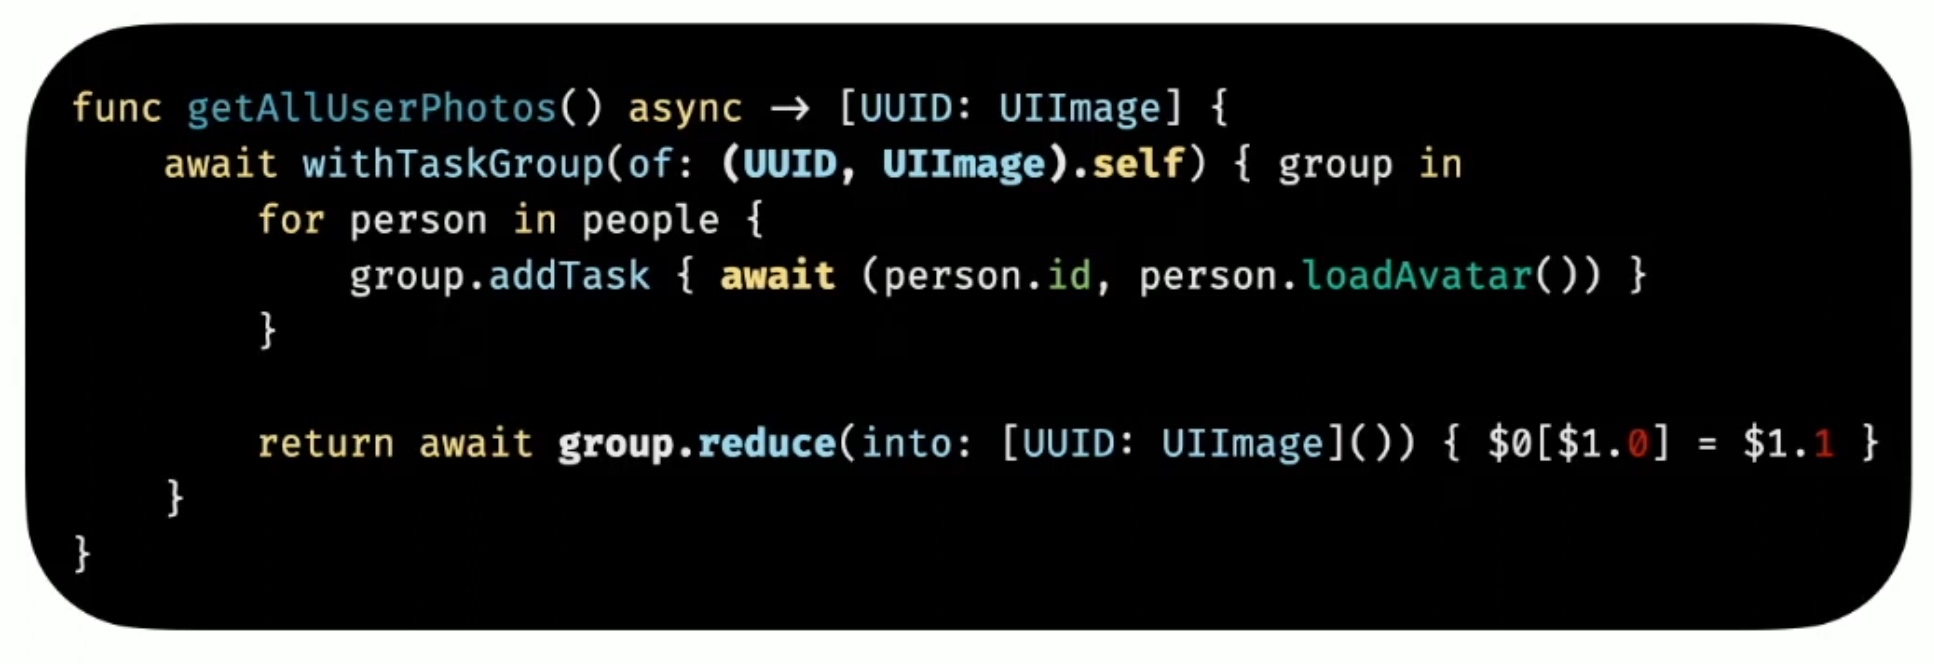 func getAllUserPhotos() async → [UUID: UIImage] {
    await withTaskGroup(of: (UUID, UIImage).self) { group in
        for person in people {
            group.addTask { await (person.id, person.loadAvatar()) }
        }

        return await group.reduce(into: [UUID: UIImage]()) { $0[$1.0] = $1.1 }
    }
}